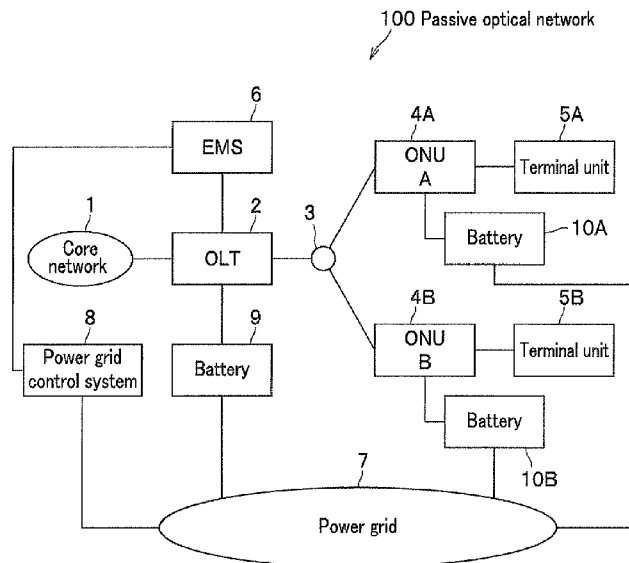 100 Passive optical network
6
EMS
4A
ONU
A
5A
Terminal unit
1
Core
network
2
OLT
3
Battery
10A
4B
ONU
B
5B
Terminal unit
8
Power grid
control system
9
Battery
Battery
10B
7
Power grid